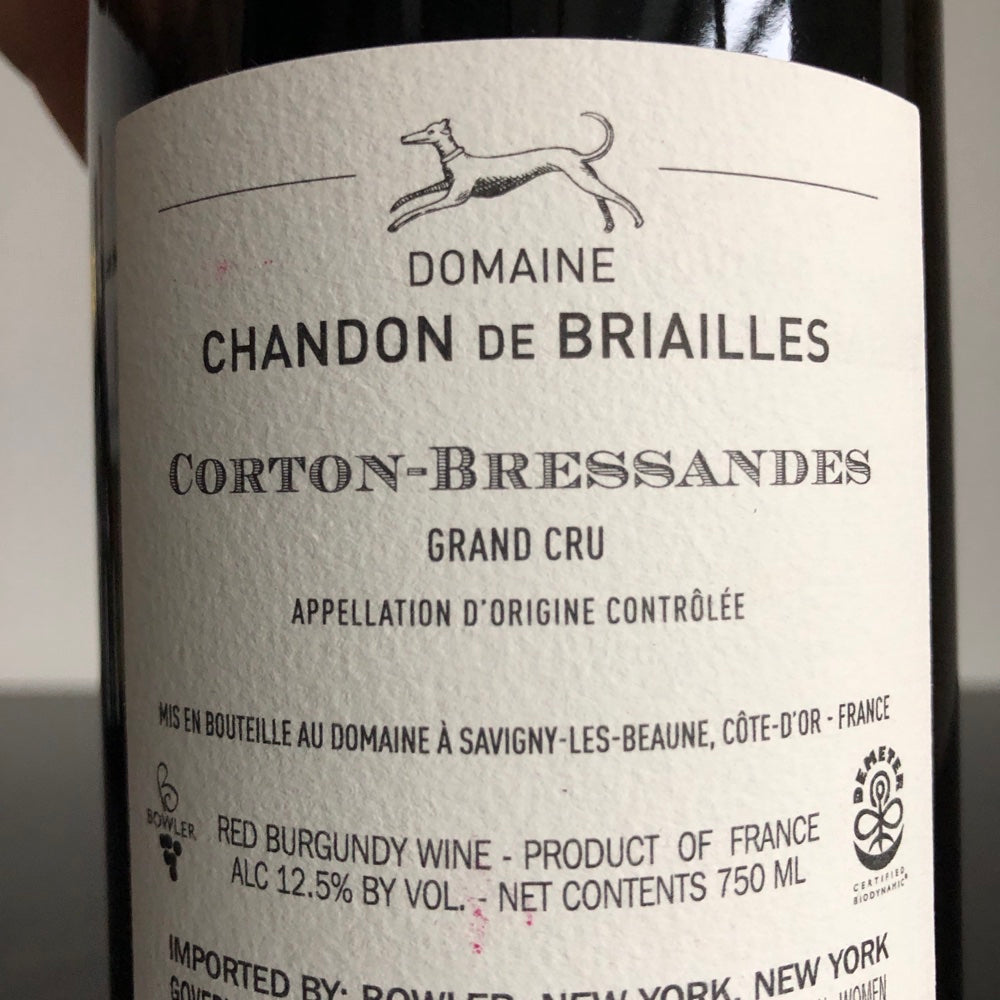 DOMAINE
CHANDON DE BRIAILLES
CORTON-BRESSANDES
GRAND CRU
APPELLATION D'ORIGINE CONTRÔLÉE
MIS EN BOUTEILLE AU DOMAINE À SAVIGNY-LES-BEAUNE, CÔTE-D'OR - FRANCE
BOWLER
RED BURGUNDY WINE - PRODUCT OF FRANCE
ALC 12.5% BY VOL. - NET CONTENTS 750 ML
DEMETER
CERTIFIED
BIODYNAMIC®
IMPORTED BY: BOWLER, NEW YORK, NEW YORK
WOMEN